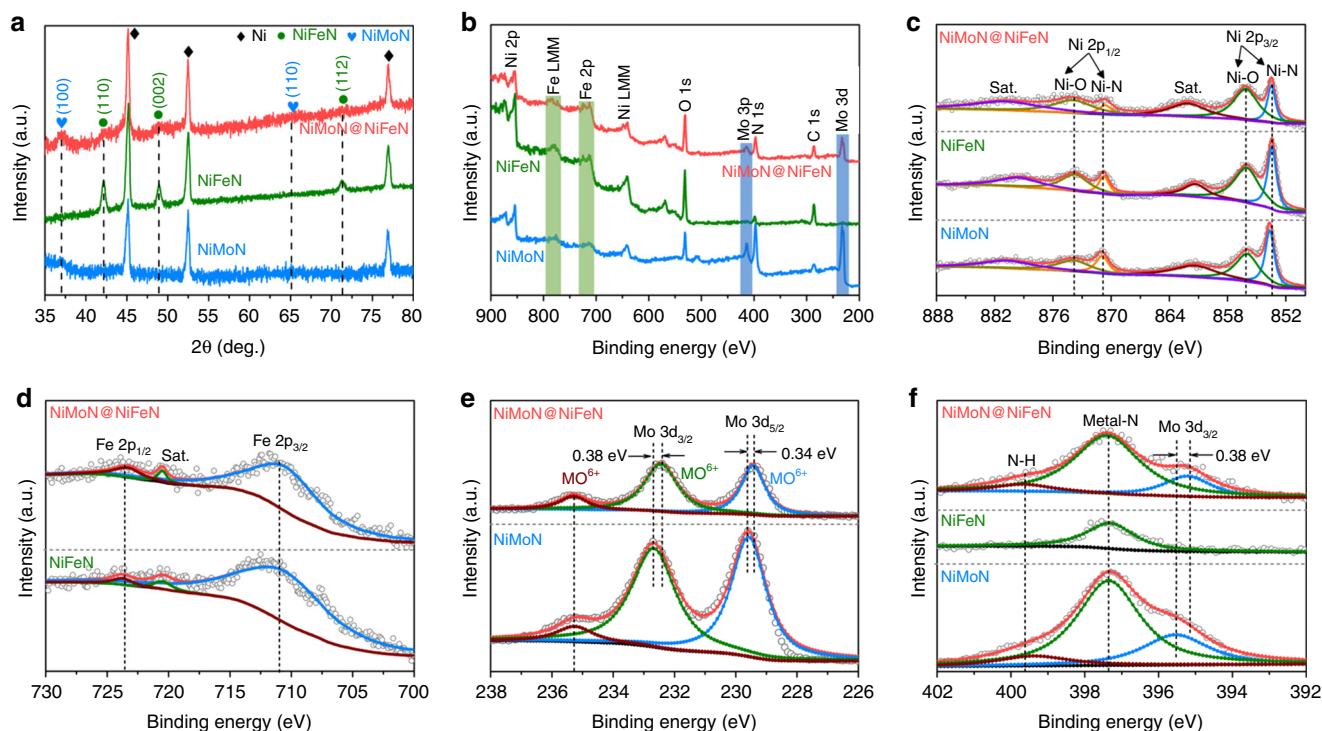 a
◆ Ni ● NiFeN ♥ NiMoN
(100)
(110)
(002)
(110)
(112)
NiMoN@NiFeN
NiFeN
NiMoN
Intensity (a.u.)
35 40 45 50 55 60 65 70 75 80
2θ (deg.)
b
Ni 2p
Fe LMM
Fe 2p
Ni LMM
O 1s
Mo 3p
N 1s
C 1s
Mo 3d
NiMoN@NiFeN
NiFeN
NiMoN
Intensity (a.u.)
900 800 700 600 500 400 300 200
Binding energy (eV)
c
NiMoN@NiFeN
Ni 2p1/2
Ni 2p3/2
Sat.
Ni-O
Ni-N
Sat.
Ni-O
Ni-N
NiFeN
NiMoN
Intensity (a.u.)
888 882 876 870 864 858 852
Binding energy (eV)
d
NiMoN@NiFeN
Fe 2p1/2
Sat.
Fe 2p3/2
NiFeN
Intensity (a.u.)
730 725 720 715 710 705 700
Binding energy (eV)
e
NiMoN@NiFeN
Mo 3d3/2
Mo 3d5/2
0.38 eV
0.34 eV
MO6+
MO6+
MO6+
NiMoN
Intensity (a.u.)
238 235 232 229 226
Binding energy (eV)
f
NiMoN@NiFeN
Metal-N
Mo 3d3/2
N-H
0.38 eV
NiFeN
NiMoN
Intensity (a.u.)
402 400 398 396 394 392
Binding energy (eV)